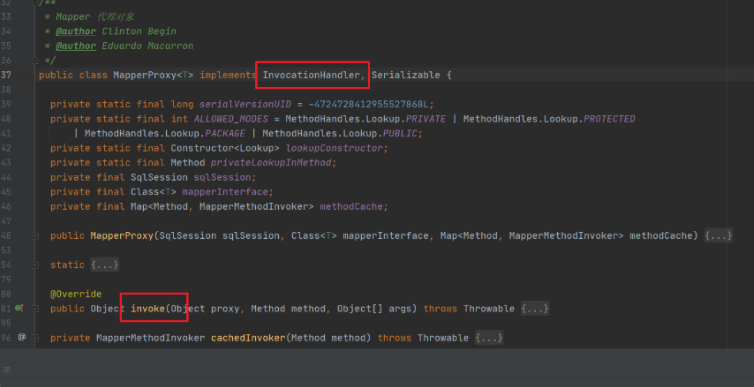 32 /**
33 * Mapper 代理对象
34 * @author Clinton Begin
35 * @author Eduardo Macarron
36 */
37 public class MapperProxy<T> implements InvocationHandler, Serializable {
38
39 private static final long serialVersionUID = -4724728412955527868L;
40 private static final int ALLOWED_MODES = MethodHandles.Lookup.PRIVATE | MethodHandles.Lookup.PROTECTED
41 | MethodHandles.Lookup.PACKAGE | MethodHandles.Lookup.PUBLIC;
42 private static final Constructor<Lookup> lookupConstructor;
43 private static final Method privateLookupInMethod;
44 private final SqlSession sqlSession;
45 private final Class<T> mapperInterface;
46 private final Map<Method, MapperMethodInvoker> methodCache;
47
48 public MapperProxy(SqlSession sqlSession, Class<T> mapperInterface, Map<Method, MapperMethodInvoker> methodCache) {...}
53
54 static {...}
79
80 @Override
81 public Object invoke(Object proxy, Method method, Object[] args) throws Throwable {...}
95
96 @ private MapperMethodInvoker cachedInvoker(Method method) throws Throwable {...}